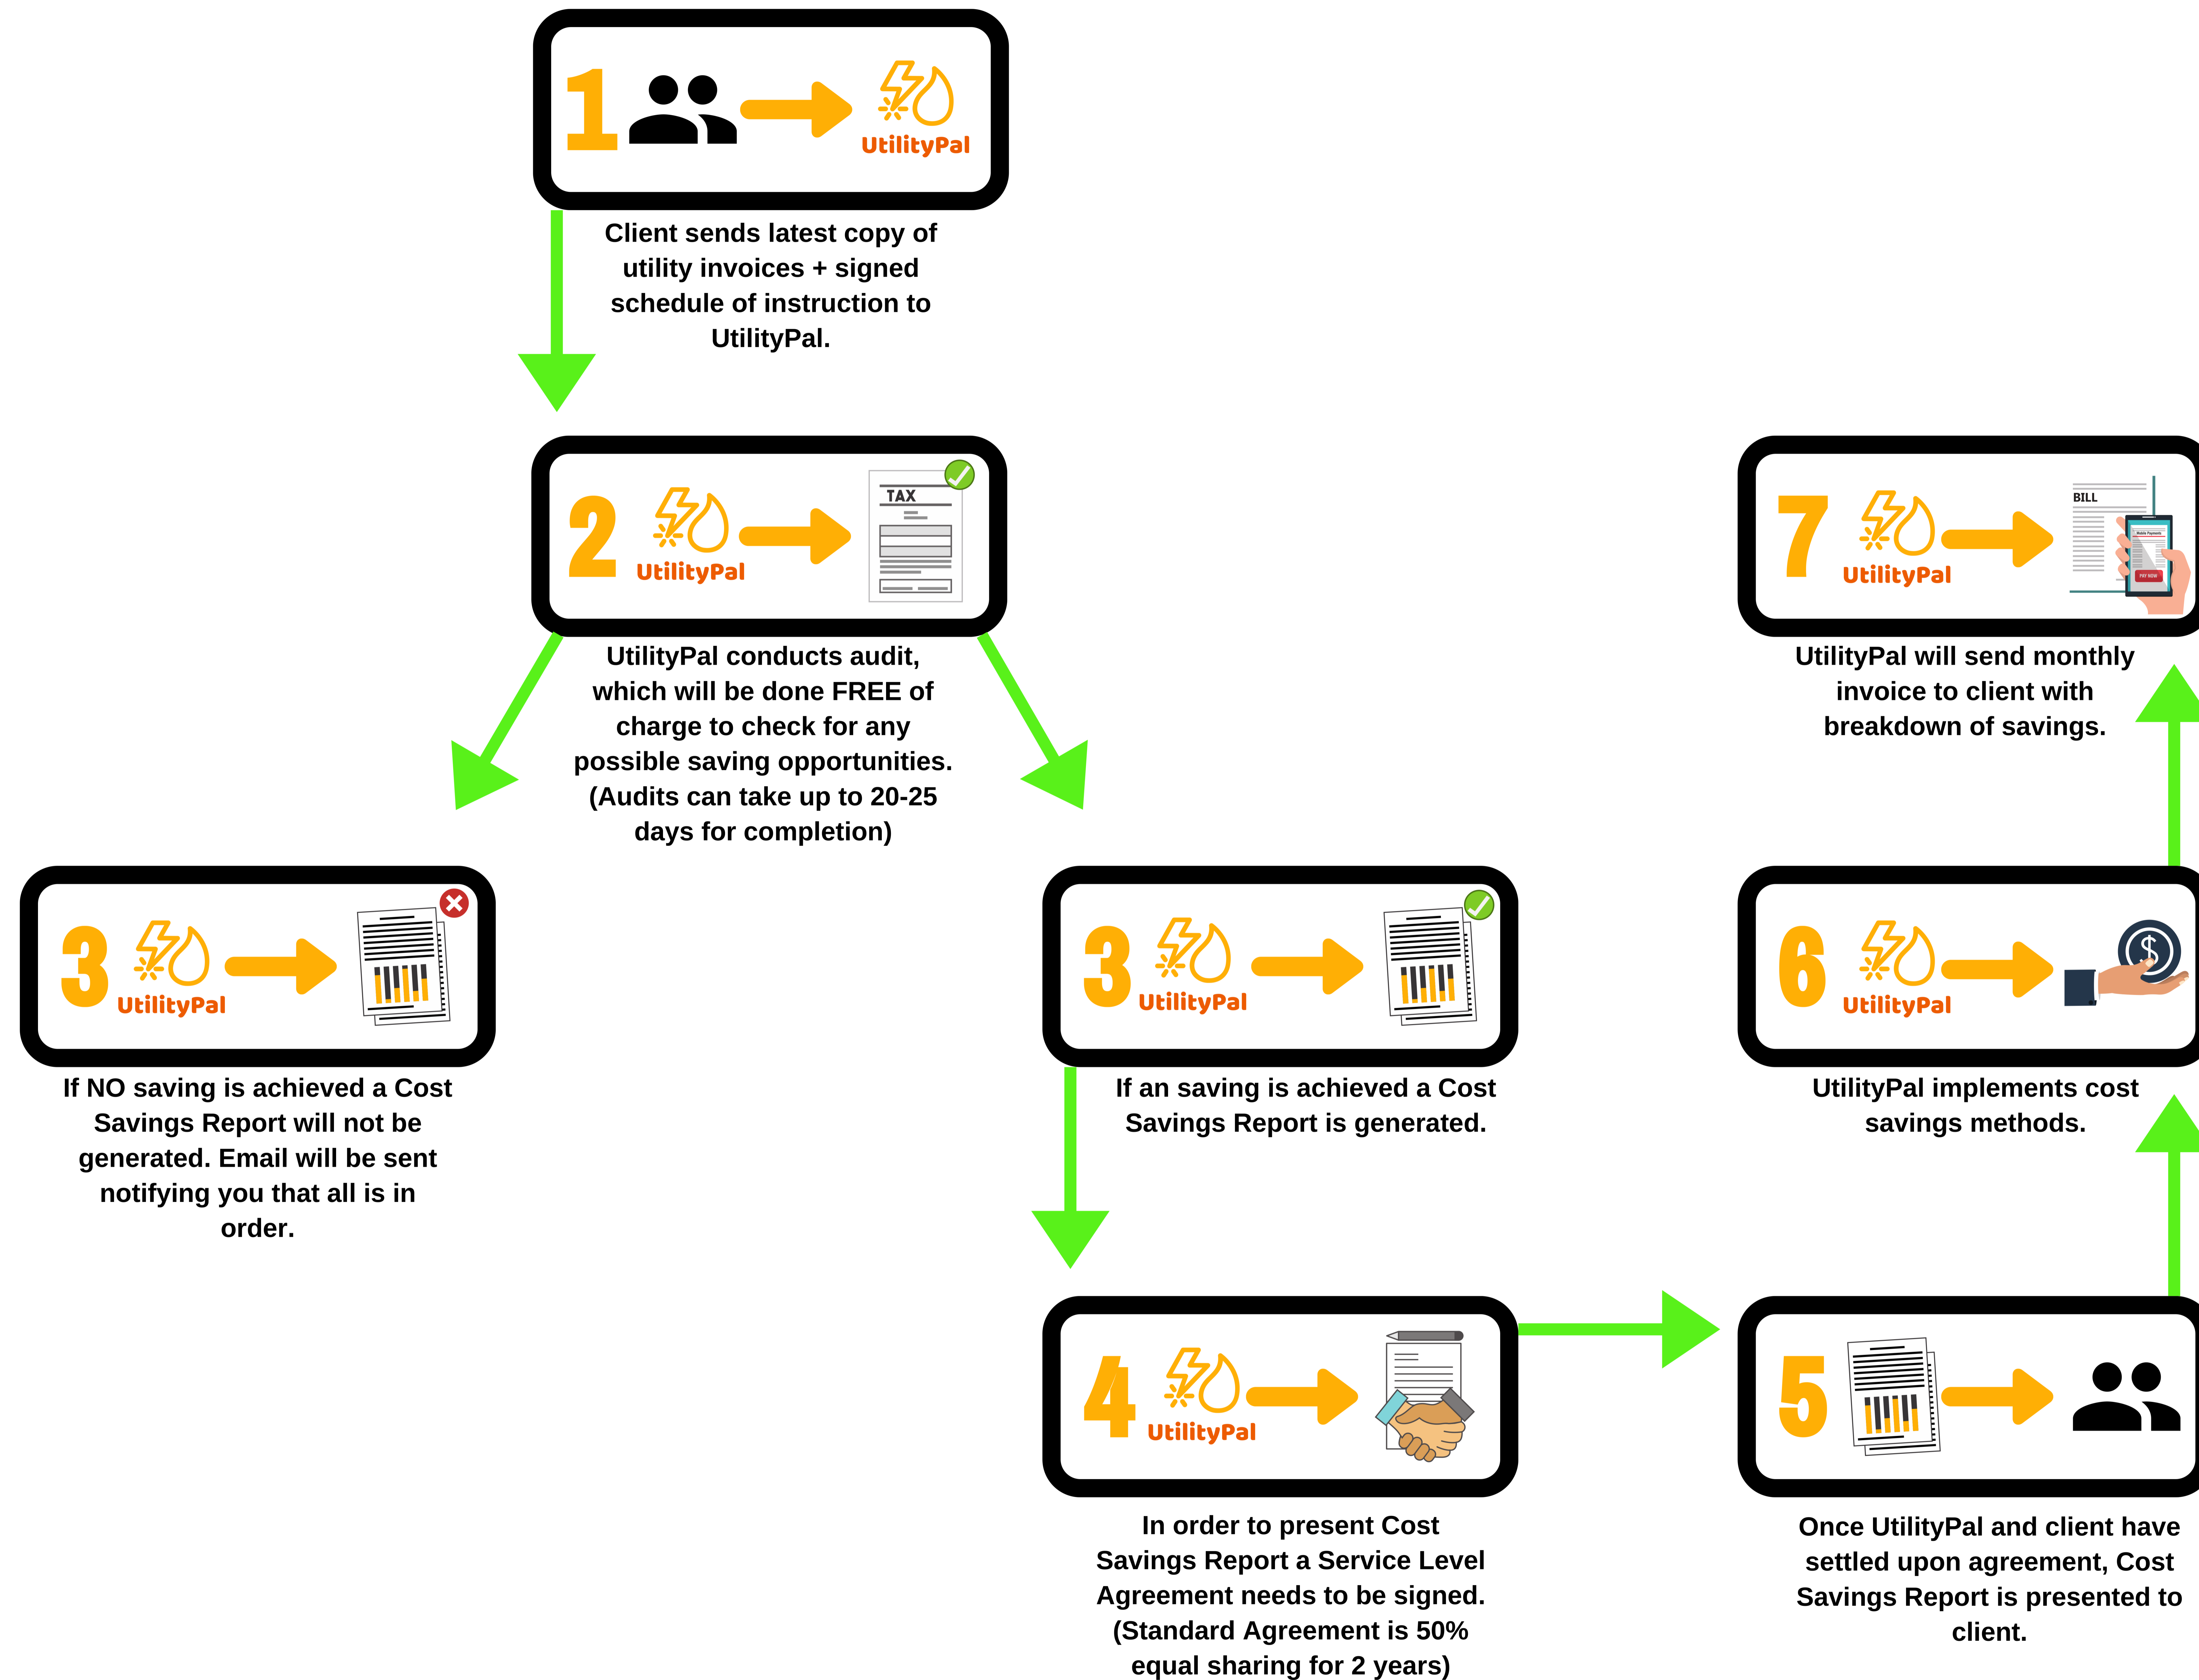 1
UtilityPal
Client sends latest copy of
utility invoices + signed
schedule of instruction to
UtilityPal.
2
UtilityPal
TAX
UtilityPal conducts audit,
which will be done FREE of
charge to check for any
possible saving opportunities.
(Audits can take up to 20-25
days for completion)
3
UtilityPal
If NO saving is achieved a Cost
Savings Report will not be
generated. Email will be sent
notifying you that all is in
order.
3
UtilityPal
If an saving is achieved a Cost
Savings Report is generated.
4
UtilityPal
In order to present Cost
Savings Report a Service Level
Agreement needs to be signed.
(Standard Agreement is 50%
equal sharing for 2 years)
5
Once UtilityPal and client have
settled upon agreement, Cost
Savings Report is presented to
client.
6
UtilityPal
$
UtilityPal implements cost
savings methods.
7
UtilityPal
BILL
Mobile Payments
PAY NOW
UtilityPal will send monthly
invoice to client with
breakdown of savings.